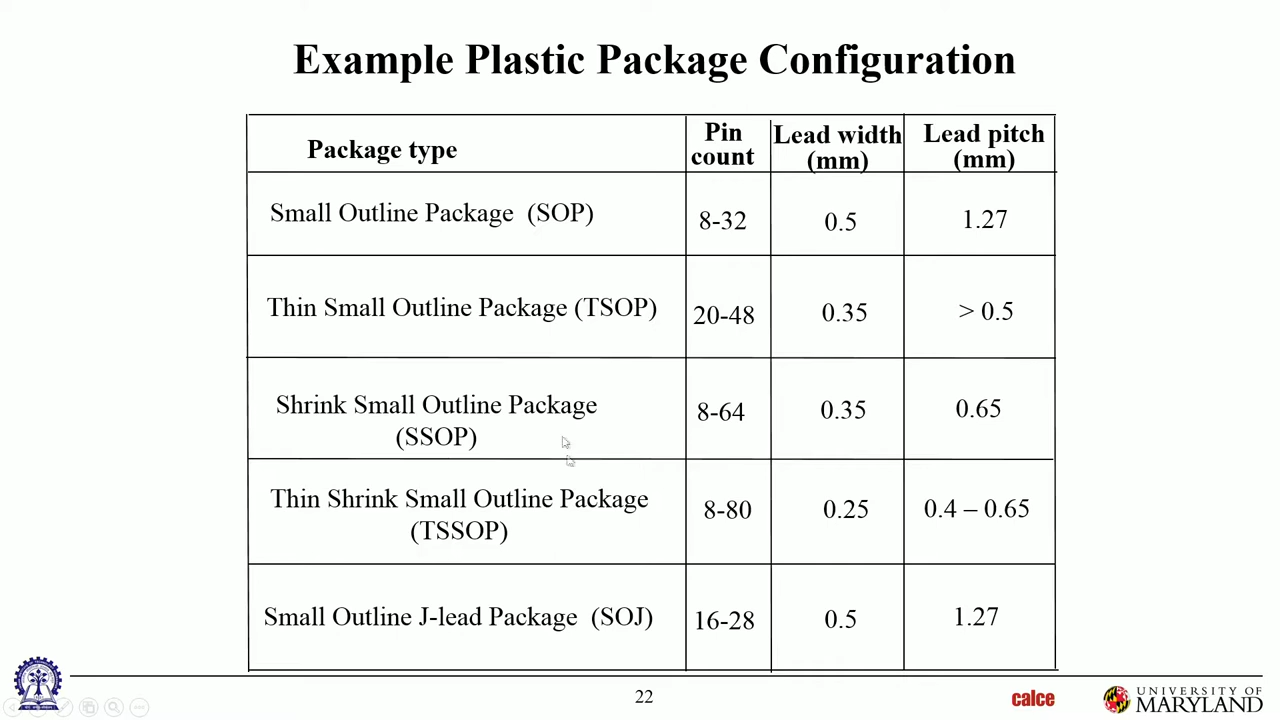 Example Plastic Package Configuration
Package type
Pin count
Lead width (mm)
Lead pitch (mm)
Small Outline Package (SOP)
8-32
0.5
1.27
Thin Small Outline Package (TSOP)
20-48
0.35
> 0.5
Shrink Small Outline Package
(SSOP)
8-64
0.35
0.65
Thin Shrink Small Outline Package
(TSSOP)
8-80
0.25
0.4 – 0.65
Small Outline J-lead Package (SOJ)
16-28
0.5
1.27
22
calce
UNIVERSITY OF
MARYLAND